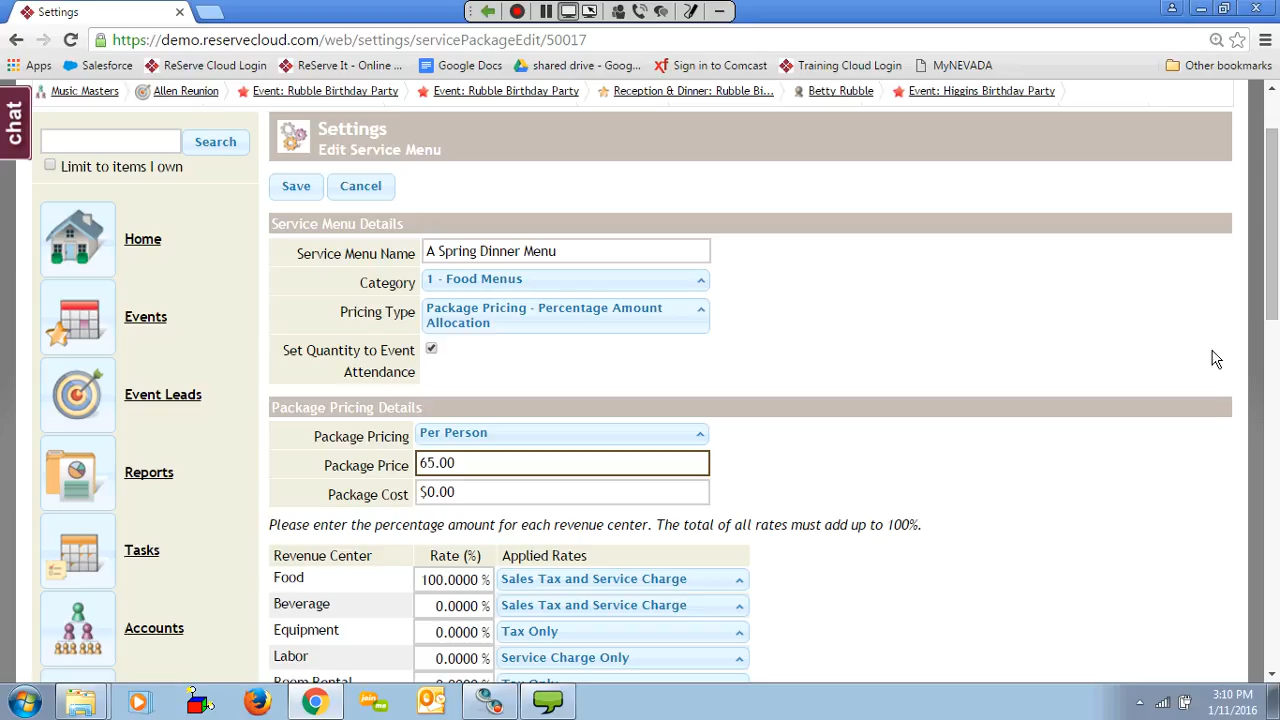 Settings
https://demo.reservecloud.com/web/settings/servicePackageEdit/50017
Apps Salesforce ReServe Cloud Login ReServe It - Online ... Google Docs shared drive - Goog... Sign in to Comcast Training Cloud Login MyNEVADA Other bookmarks
Music Masters Allen Reunion Event: Rubble Birthday Party Event: Rubble Birthday Party Reception & Dinner: Rubble Bi... Betty Rubble Event: Higgins Birthday Party
chat
Search
Limit to items I own
Home
Events
Event Leads
Reports
Tasks
Accounts
Settings
Edit Service Menu
Save Cancel
Service Menu Details
Service Menu Name A Spring Dinner Menu
Category 1 - Food Menus
Pricing Type Package Pricing - Percentage Amount
Allocation
Set Quantity to Event
Attendance
Package Pricing Details
Package Pricing Per Person
Package Price 65.00
Package Cost $0.00
Please enter the percentage amount for each revenue center. The total of all rates must add up to 100%.
Revenue Center Rate (%) Applied Rates
Food 100.0000 % Sales Tax and Service Charge
Beverage 0.0000 % Sales Tax and Service Charge
Equipment 0.0000 % Tax Only
Labor 0.0000 % Service Charge Only
Room Rental Tax Only
3:10 PM
1/11/2016